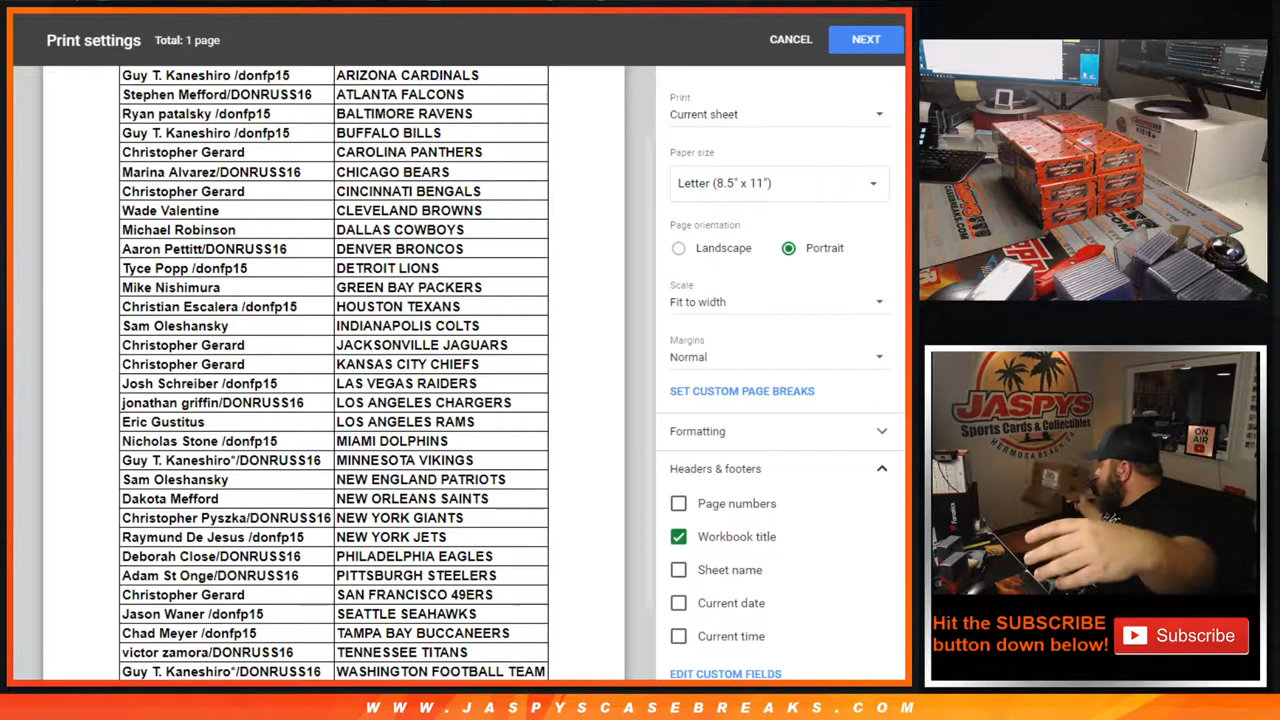 Print settings Total: 1 page CANCEL NEXT
Guy T. Kaneshiro /donfp15 ARIZONA CARDINALS
Stephen Mefford/DONRUSS16 ATLANTA FALCONS
Ryan patalsky /donfp15 BALTIMORE RAVENS
Guy T. Kaneshiro /donfp15 BUFFALO BILLS
Christopher Gerard CAROLINA PANTHERS
Marina Alvarez/DONRUSS16 CHICAGO BEARS
Christopher Gerard CINCINNATI BENGALS
Wade Valentine CLEVELAND BROWNS
Michael Robinson DALLAS COWBOYS
Aaron Pettitt/DONRUSS16 DENVER BRONCOS
Tyce Popp /donfp15 DETROIT LIONS
Mike Nishimura GREEN BAY PACKERS
Christian Escalera /donfp15 HOUSTON TEXANS
Sam Oleshansky INDIANAPOLIS COLTS
Christopher Gerard JACKSONVILLE JAGUARS
Christopher Gerard KANSAS CITY CHIEFS
Josh Schreiber /donfp15 LAS VEGAS RAIDERS
jonathan griffin/DONRUSS16 LOS ANGELES CHARGERS
Eric Gustitus LOS ANGELES RAMS
Nicholas Stone /donfp15 MIAMI DOLPHINS
Guy T. Kaneshiro*/DONRUSS16 MINNESOTA VIKINGS
Sam Oleshansky NEW ENGLAND PATRIOTS
Dakota Mefford NEW ORLEANS SAINTS
Christopher Pyszka/DONRUSS16 NEW YORK GIANTS
Raymund De Jesus /donfp15 NEW YORK JETS
Deborah Close/DONRUSS16 PHILADELPHIA EAGLES
Adam St Onge/DONRUSS16 PITTSBURGH STEELERS
Christopher Gerard SAN FRANCISCO 49ERS
Jason Waner /donfp15 SEATTLE SEAHAWKS
Chad Meyer /donfp15 TAMPA BAY BUCCANEERS
victor zamora/DONRUSS16 TENNESSEE TITANS
Guy T. Kaneshiro*/DONRUSS16 WASHINGTON FOOTBALL TEAM
Print
Current sheet
Paper size
Letter (8.5" x 11")
Page orientation
Landscape Portrait
Scale
Fit to width
Margins
Normal
SET CUSTOM PAGE BREAKS
Formatting
Headers & footers
Page numbers
Workbook title
Sheet name
Current date
Current time
EDIT CUSTOM FIELDS
JASPYS
Sports Cards & Collectibles
HERMOSA BEACH, CA
ON
AIR
Hit the SUBSCRIBE
button down below!
Subscribe
WWW.JASPYSCASEBREAKS.COM